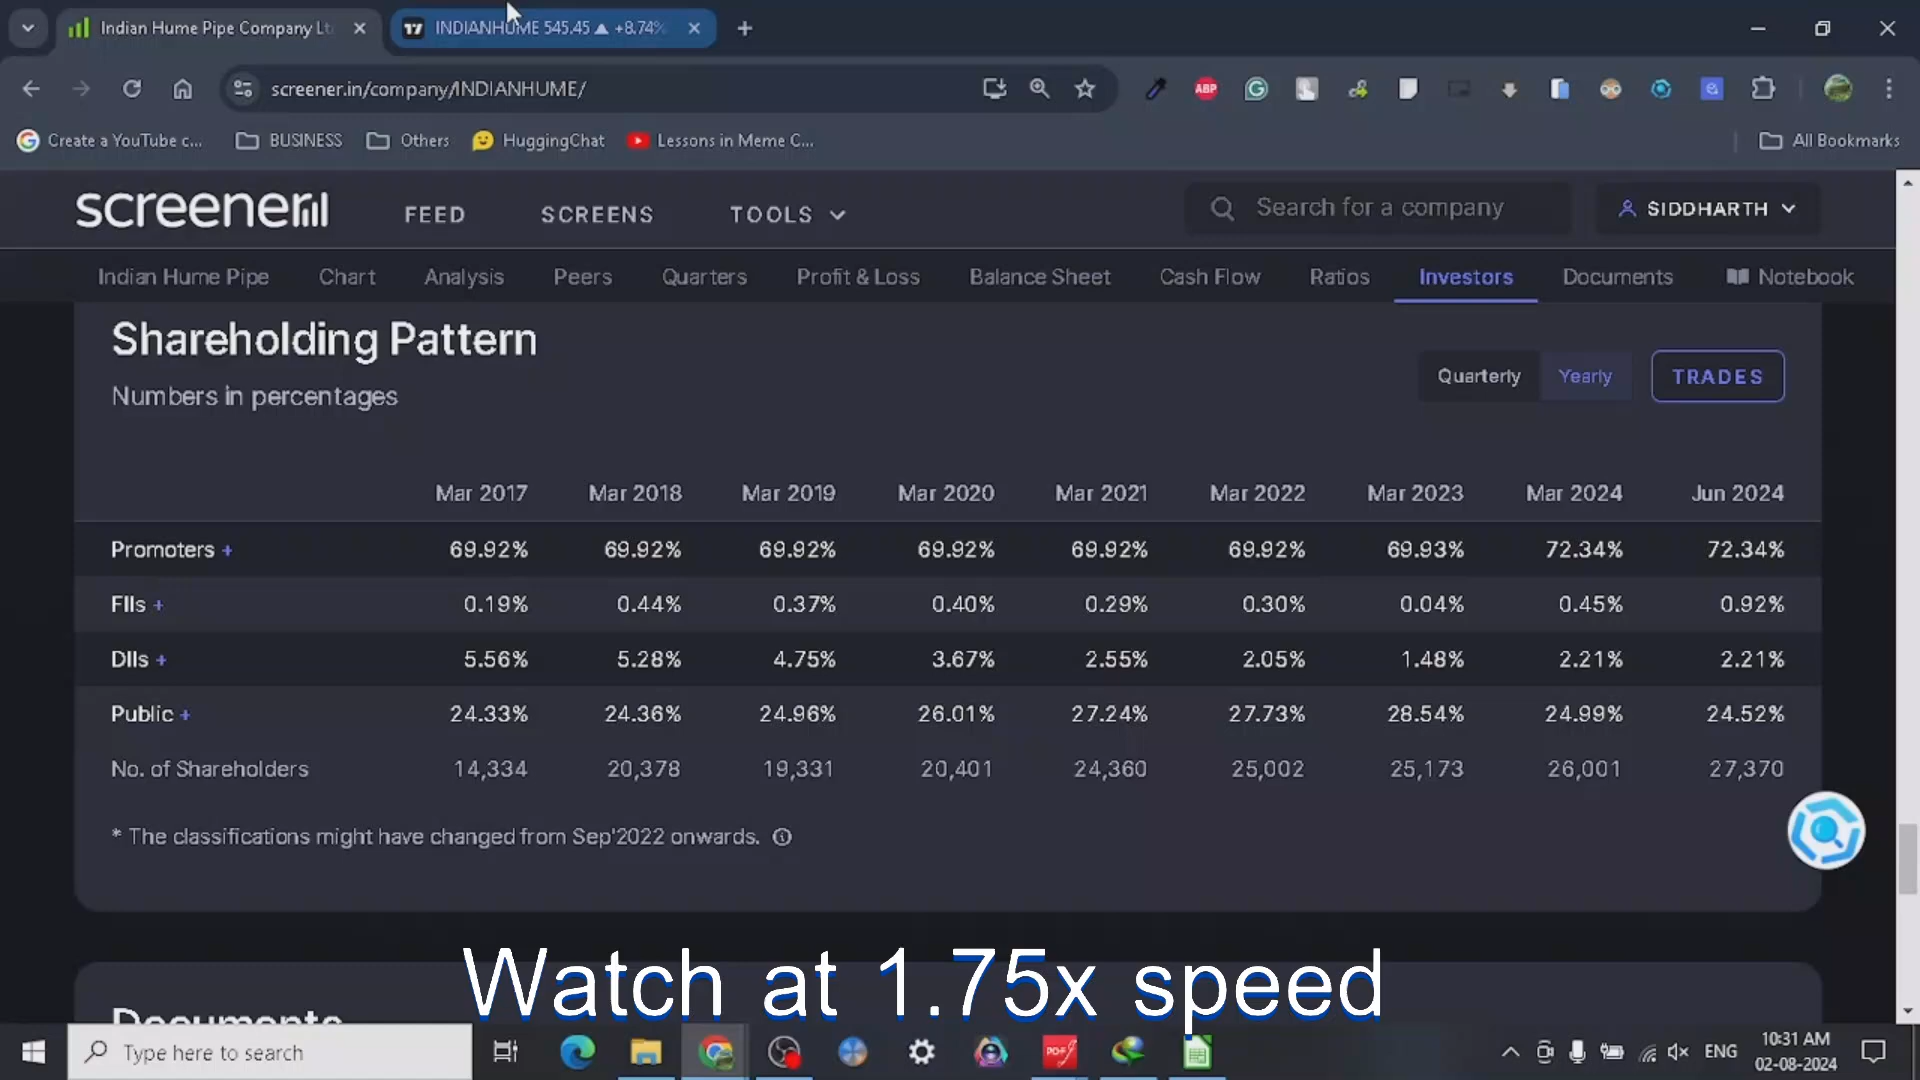 Indian Hume Pipe Company Lt
INDIANHUME 545.45 ▲ +8.74%
screener.in/company/INDIANHUME/
ABP
Create a YouTube c...
BUSINESS
Others
HuggingChat
Lessons in Meme C...
All Bookmarks
screener
FEED
SCREENS
TOOLS
Search for a company
SIDDHARTH
Indian Hume Pipe Chart Analysis Peers Quarters Profit & Loss Balance Sheet Cash Flow Ratios Investors Documents Notebook
Shareholding Pattern
Numbers in percentages
Quarterly Yearly TRADES
Mar 2017 Mar 2018 Mar 2019 Mar 2020 Mar 2021 Mar 2022 Mar 2023 Mar 2024 Jun 2024
Promoters + 69.92% 69.92% 69.92% 69.92% 69.92% 69.92% 69.93% 72.34% 72.34%
FIIs + 0.19% 0.44% 0.37% 0.40% 0.29% 0.30% 0.04% 0.45% 0.92%
DIIs + 5.56% 5.28% 4.75% 3.67% 2.55% 2.05% 1.48% 2.21% 2.21%
Public + 24.33% 24.36% 24.96% 26.01% 27.24% 27.73% 28.54% 24.99% 24.52%
No. of Shareholders 14,334 20,378 19,331 20,401 24,360 25,002 25,173 26,001 27,370
* The classifications might have changed from Sep'2022 onwards.
Documents
Watch at 1.75x speed
Type here to search
PDF
ENG
10:31 AM
02-08-2024